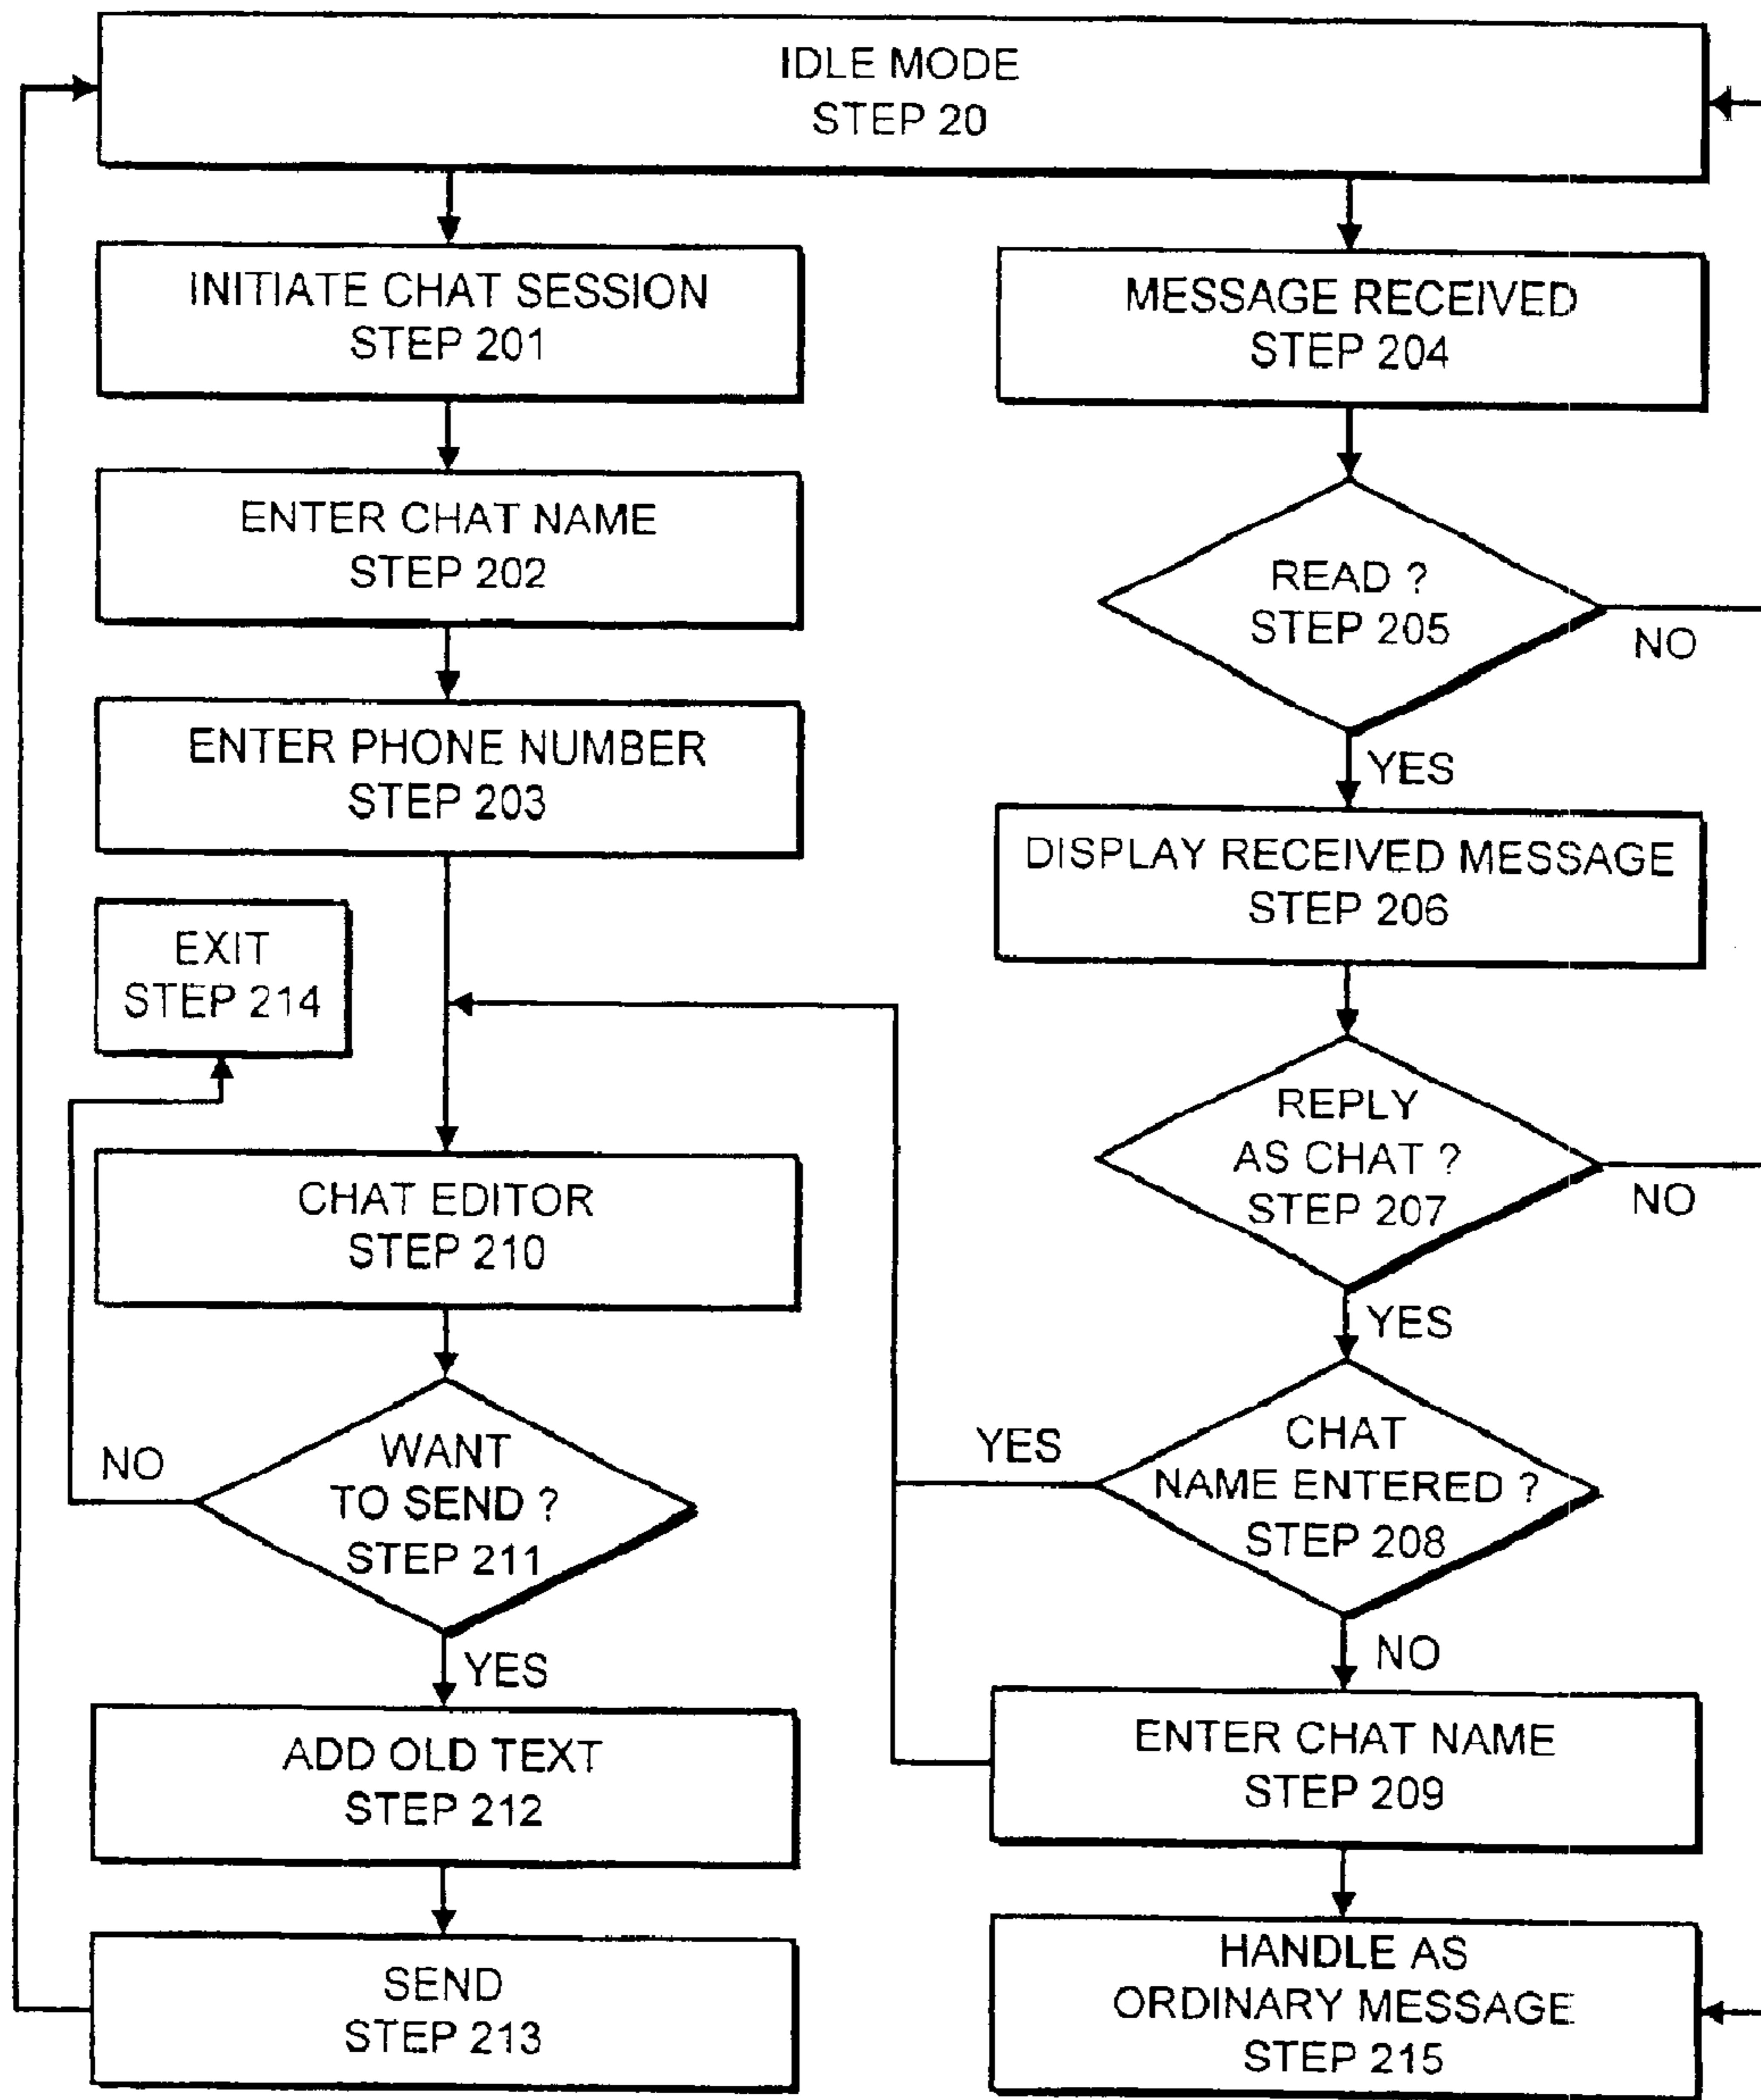 IDLE MODE
STEP 20
INITIATE CHAT SESSION
STEP 201
ENTER CHAT NAME
STEP 202
ENTER PHONE NUMBER
STEP 203
EXIT
STEP 214
CHAT EDITOR
STEP 210
WANT
TO SEND ?
STEP 211
NO
YES
ADD OLD TEXT
STEP 212
SEND
STEP 213
MESSAGE RECEIVED
STEP 204
READ ?
STEP 205
NO
YES
DISPLAY RECEIVED MESSAGE
STEP 206
REPLY
AS CHAT ?
STEP 207
NO
YES
CHAT
NAME ENTERED ?
STEP 208
YES
NO
ENTER CHAT NAME
STEP 209
HANDLE AS
ORDINARY MESSAGE
STEP 215